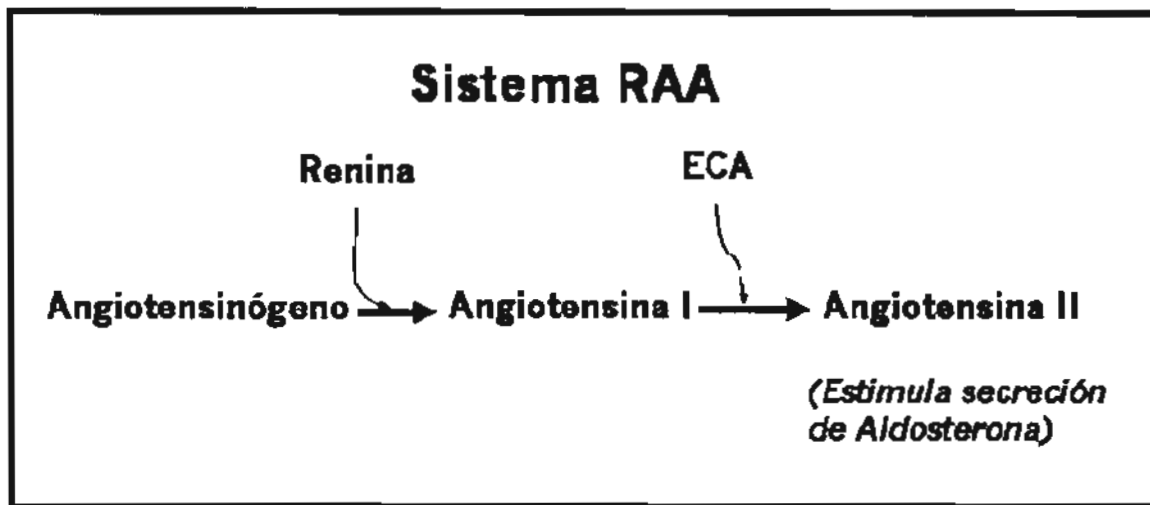 Sistema RAA
Renina ECA
Angiotensinógeno Angiotensina I Angiotensina II
(Estimula secreción
de Aldosterona)